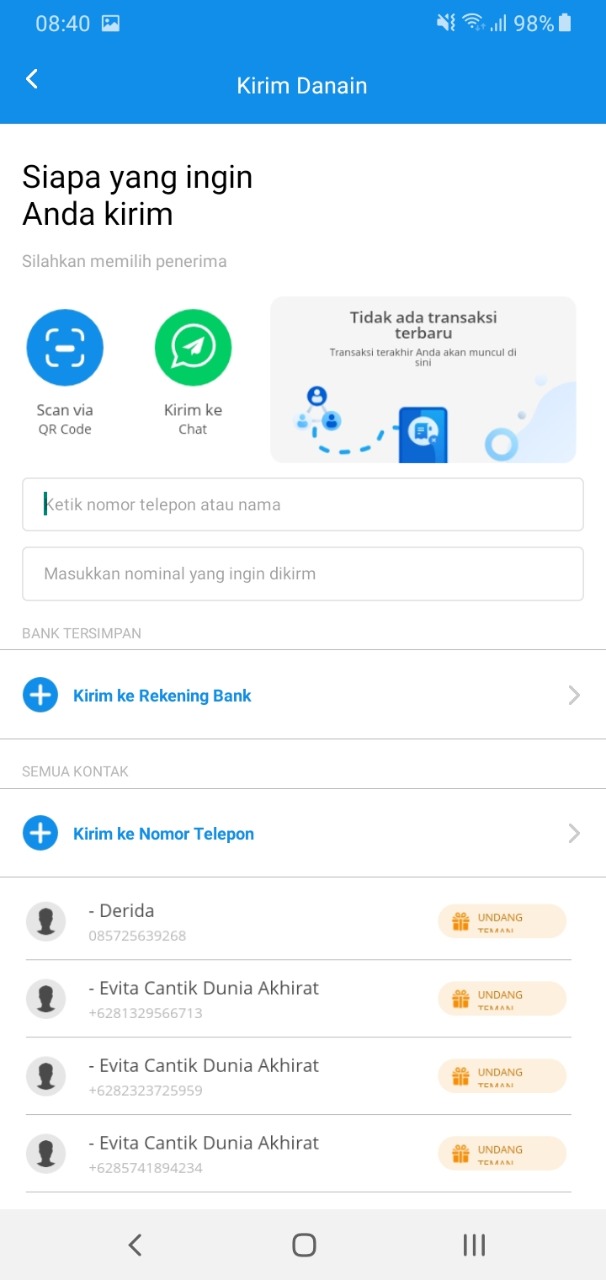 08:40
98%
Kirim Danain
Siapa yang ingin
Anda kirim
Silahkan memilih penerima
Scan via
QR Code
Kirim ke
Chat
Tidak ada transaksi
terbaru
Transaksi terakhir Anda akan muncul di
sini
Ketik nomor telepon atau nama
Masukkan nominal yang ingin dikirm
BANK TERSIMPAN
Kirim ke Rekening Bank
SEMUA KONTAK
Kirim ke Nomor Telepon
- Derida
085725639268
UNDANG
TEMAN
- Evita Cantik Dunia Akhirat
+6281329566713
UNDANG
TEMAN
- Evita Cantik Dunia Akhirat
+6282323725959
UNDANG
TEMAN
- Evita Cantik Dunia Akhirat
+6285741894234
UNDANG
TEMAN